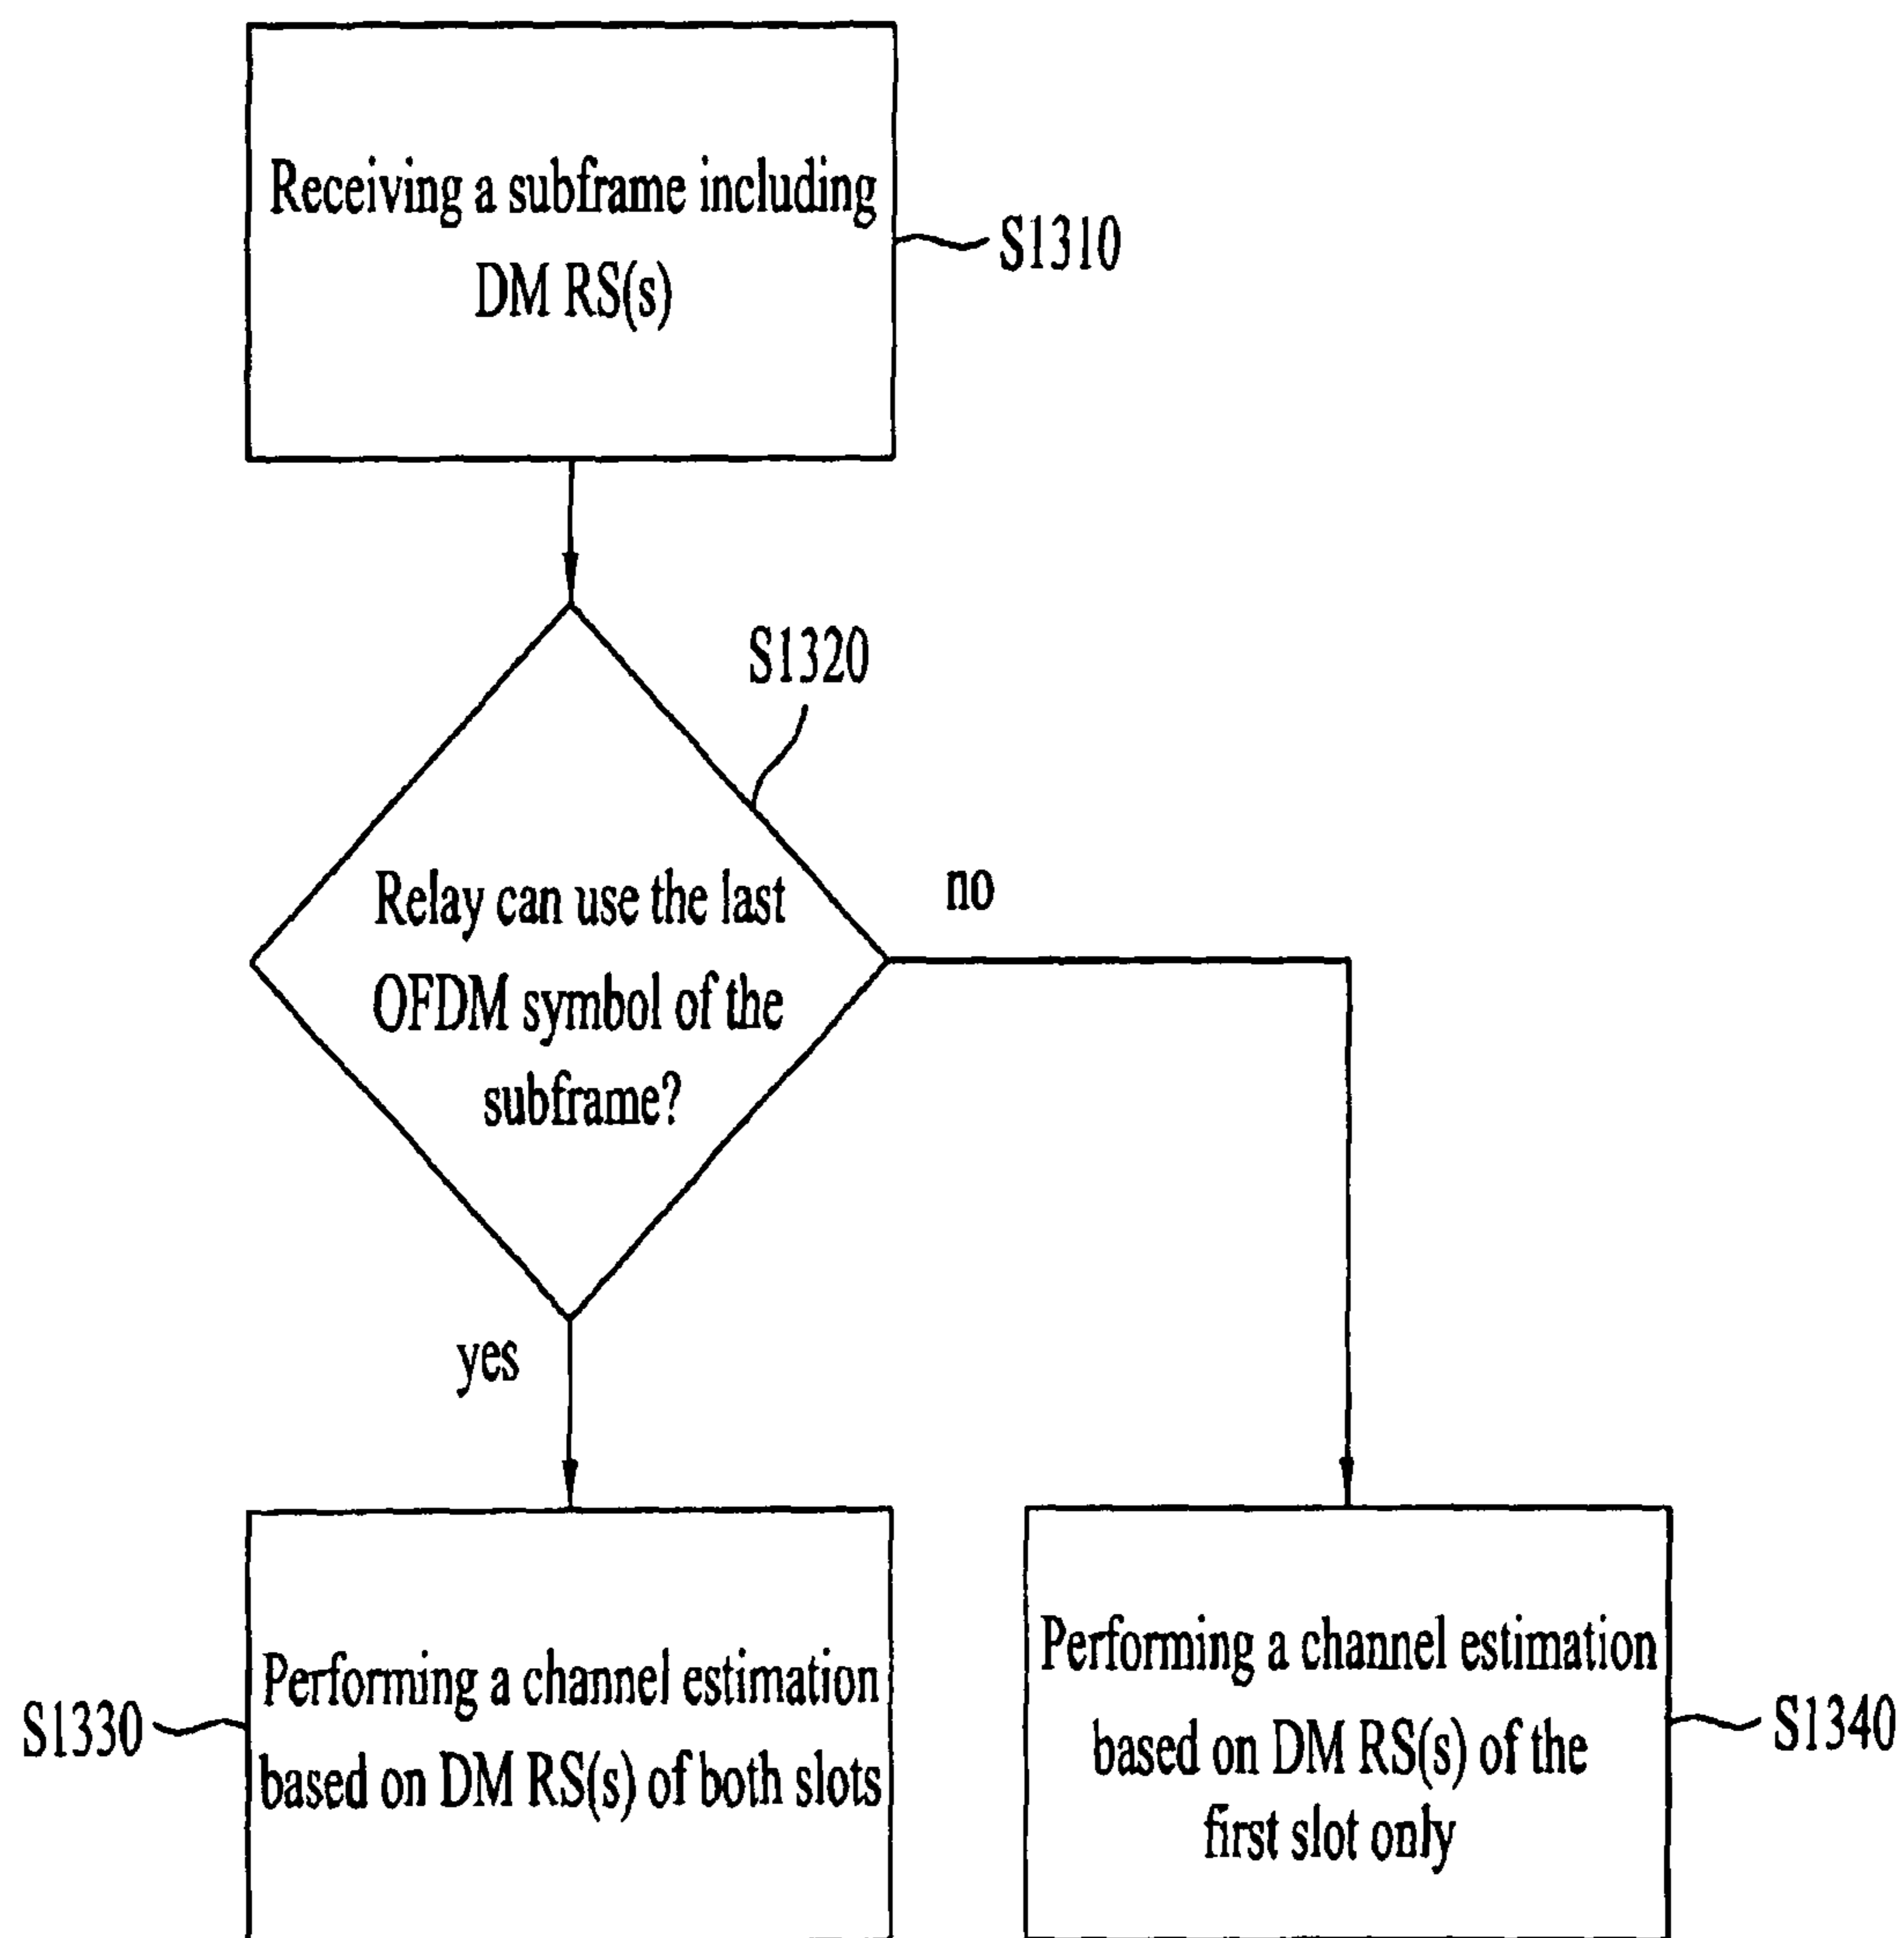 Receiving a subframe including
DM RS(s)
S1310
S1320
Relay can use the last
OFDM symbol of the
subframe?
no
yes
Performing a channel estimation
based on DM RS(s) of both slots
S1330
Performing a channel estimation
based on DM RS(s) of the
first slot only
S1340